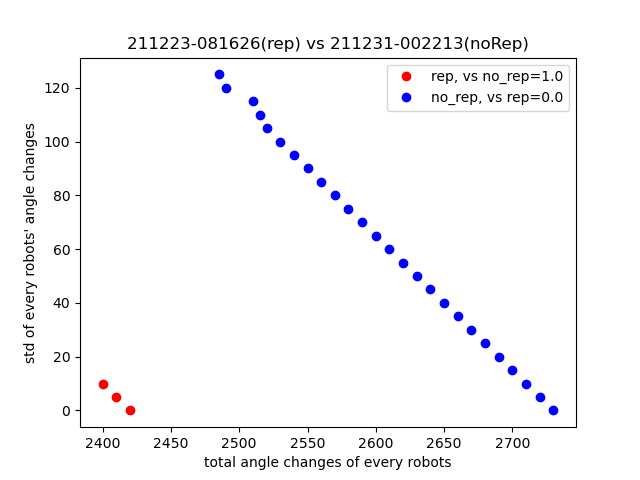 211223-081626(rep) vs 211231-002213(noRep)
rep, vs no_rep=1.0
no_rep, vs rep=0.0
std of every robots' angle changes
120
100
80
60
40
20
0
2400 2450 2500 2550 2600 2650 2700
total angle changes of every robots